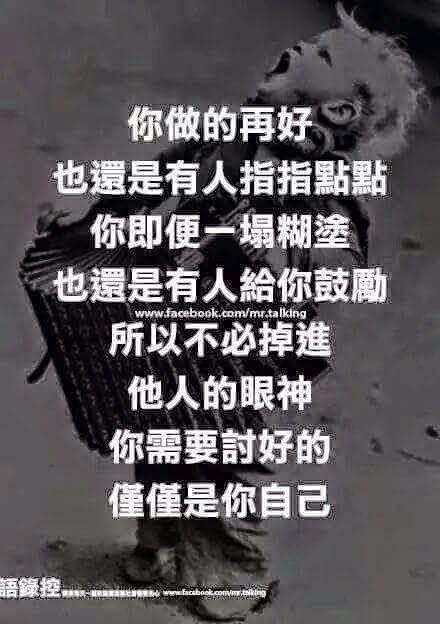 你做的再好
也還是有人指指點點
你即便一塌糊塗
也還是有人給你鼓勵
www.facebook.com/mr.talking
所以不必掉進
他人的眼神
你需要討好的
僅僅是你自己
語錄控 www.facebook.com/mr.talking